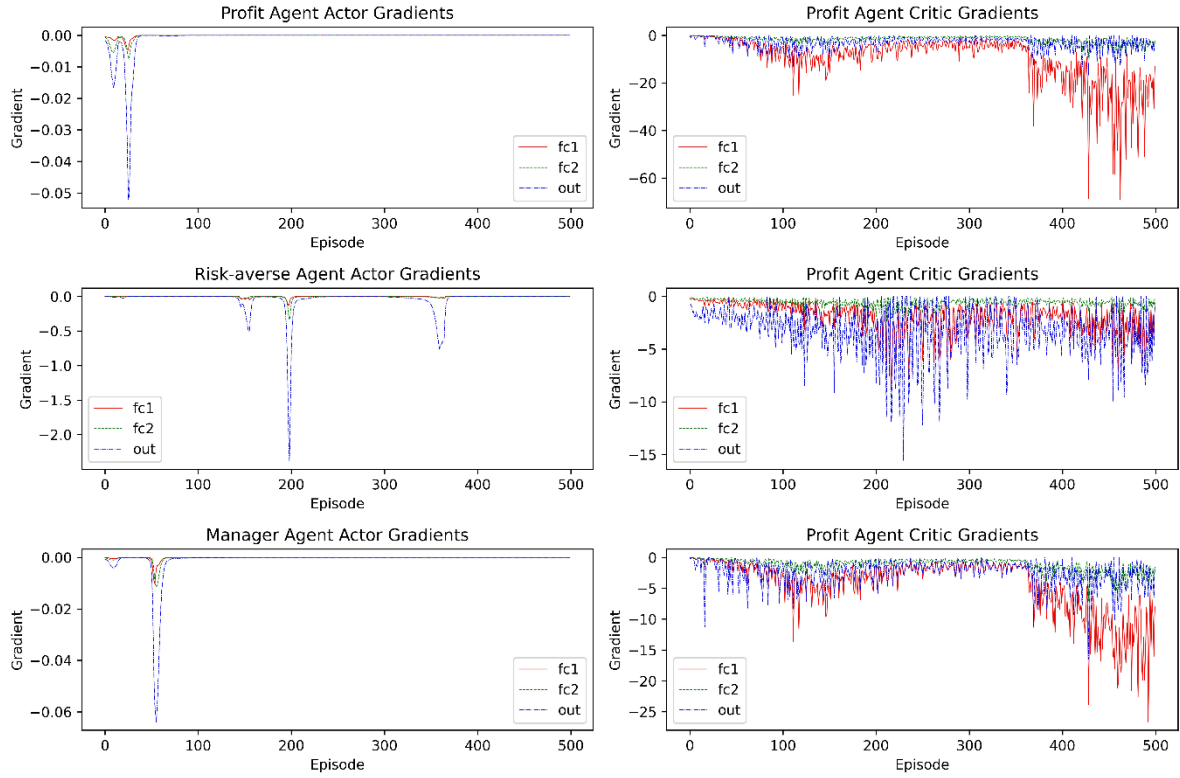 Profit Agent Actor Gradients
Gradient
0.00
−0.01
−0.02
−0.03
−0.04
−0.05
fc1
fc2
out
0 100 200 300 400 500
Episode
Profit Agent Critic Gradients
Gradient
0
−20
−40
−60
fc1
fc2
out
0 100 200 300 400 500
Episode
Risk-averse Agent Actor Gradients
Gradient
0.0
−0.5
−1.0
−1.5
−2.0
fc1
fc2
out
0 100 200 300 400 500
Episode
Profit Agent Critic Gradients
Gradient
0
−5
−10
−15
fc1
fc2
out
0 100 200 300 400 500
Episode
Manager Agent Actor Gradients
Gradient
0.00
−0.02
−0.04
−0.06
fc1
fc2
out
0 100 200 300 400 500
Episode
Profit Agent Critic Gradients
Gradient
0
−5
−10
−15
−20
−25
fc1
fc2
out
0 100 200 300 400 500
Episode